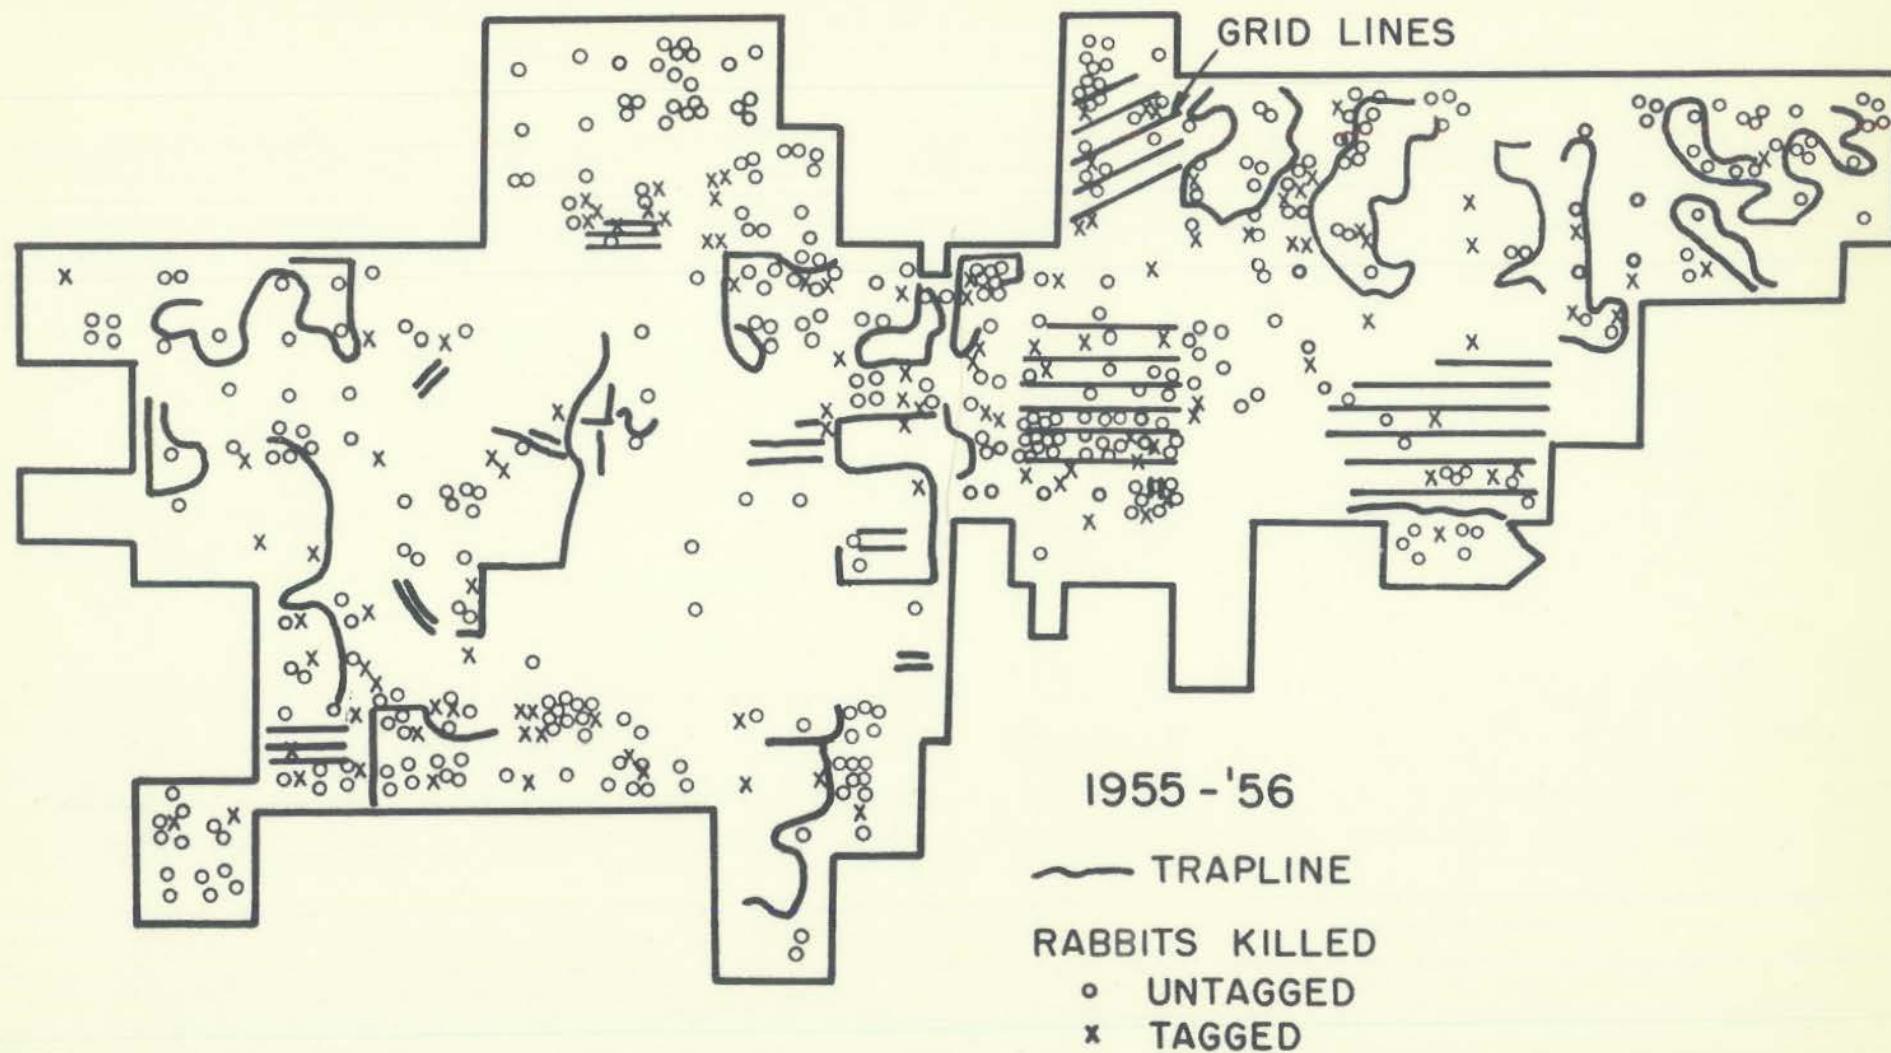 GRID LINES
1955 - '56
TRAPLINE
RABBITS KILLED
o UNTAGGED
x TAGGED